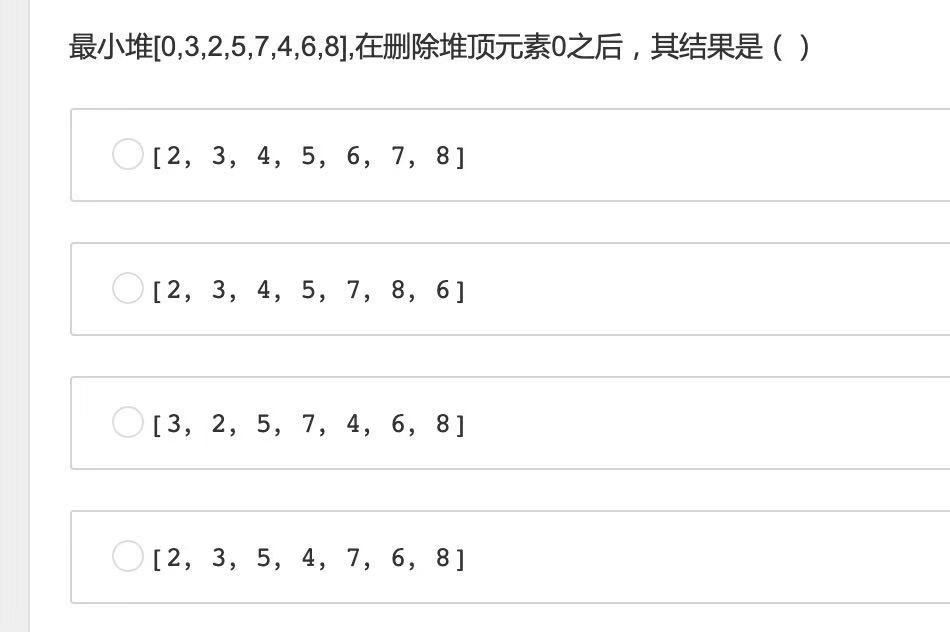 最小堆[0,3,2,5,7,4,6,8],在删除堆顶元素0之后，其结果是（ ）
[2, 3, 4, 5, 6, 7, 8]
[2, 3, 4, 5, 7, 8, 6]
[3, 2, 5, 7, 4, 6, 8]
[2, 3, 5, 4, 7, 6, 8]